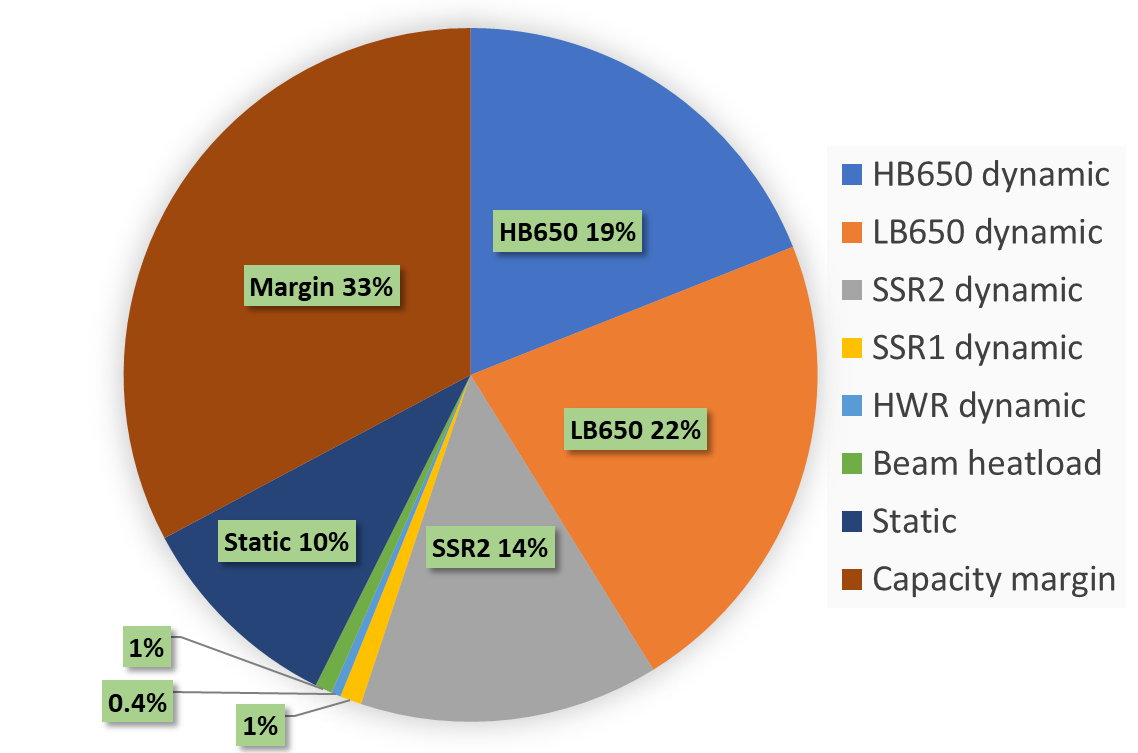 HB650 19%
Margin 33%
LB650 22%
Static 10%
SSR2 14%
1%
0.4%
1%
HB650 dynamic
LB650 dynamic
SSR2 dynamic
SSR1 dynamic
HWR dynamic
Beam heatload
Static
Capacity margin